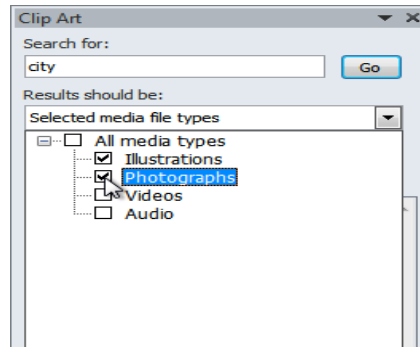 Clip Art
Search for:
city
Go
Results should be:
Selected media file types
All media types
Illustrations
Photographs
Videos
Audio